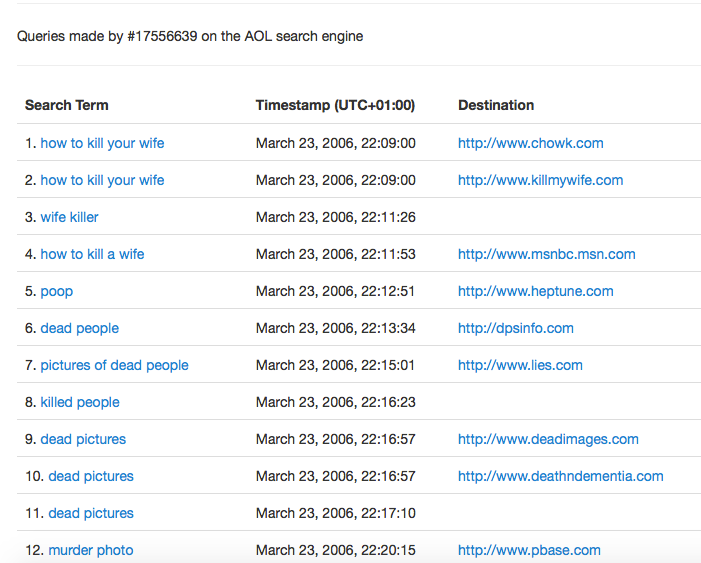 Queries made by #17556639 on the AOL search engine
Search Term Timestamp (UTC+01:00) Destination
1. how to kill your wife March 23, 2006, 22:09:00 http://www.chowk.com
2. how to kill your wife March 23, 2006, 22:09:00 http://www.killmywife.com
3. wife killer March 23, 2006, 22:11:26
4. how to kill a wife March 23, 2006, 22:11:53 http://www.msnbc.msn.com
5. poop March 23, 2006, 22:12:51 http://www.heptune.com
6. dead people March 23, 2006, 22:13:34 http://dpsinfo.com
7. pictures of dead people March 23, 2006, 22:15:01 http://www.lies.com
8. killed people March 23, 2006, 22:16:23
9. dead pictures March 23, 2006, 22:16:57 http://www.deadimages.com
10. dead pictures March 23, 2006, 22:16:57 http://www.deathndementia.com
11. dead pictures March 23, 2006, 22:17:10
12. murder photo March 23, 2006, 22:20:15 http://www.pbase.com